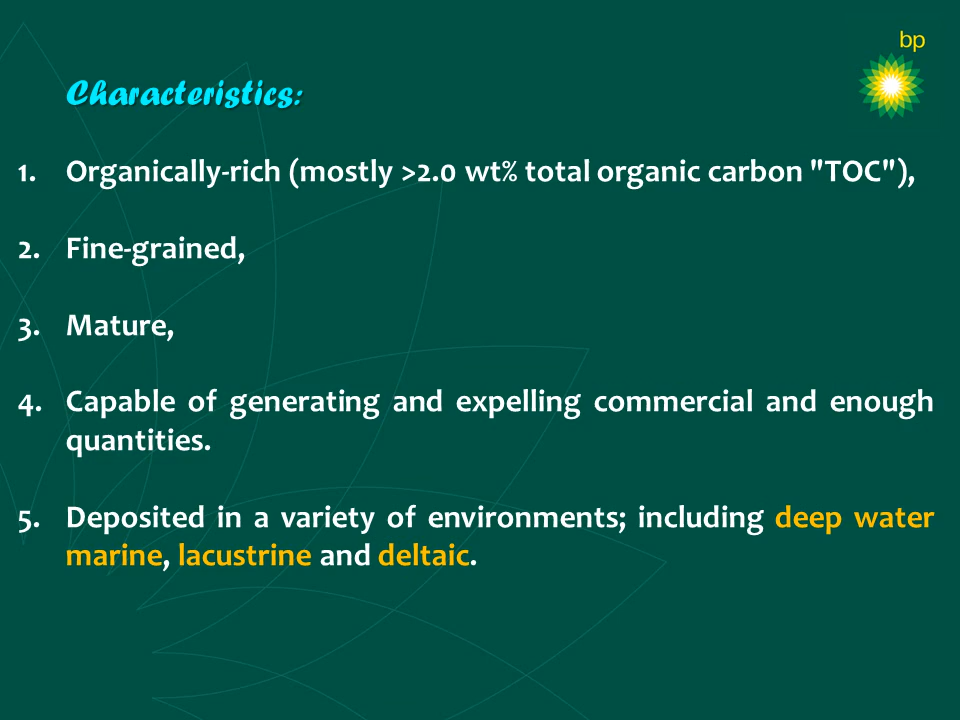 bp
Characteristics:
1. Organically-rich (mostly >2.0 wt% total organic carbon "TOC"),
2. Fine-grained,
3. Mature,
4. Capable of generating and expelling commercial and enough
quantities.
5. Deposited in a variety of environments; including deep water
marine, lacustrine and deltaic.